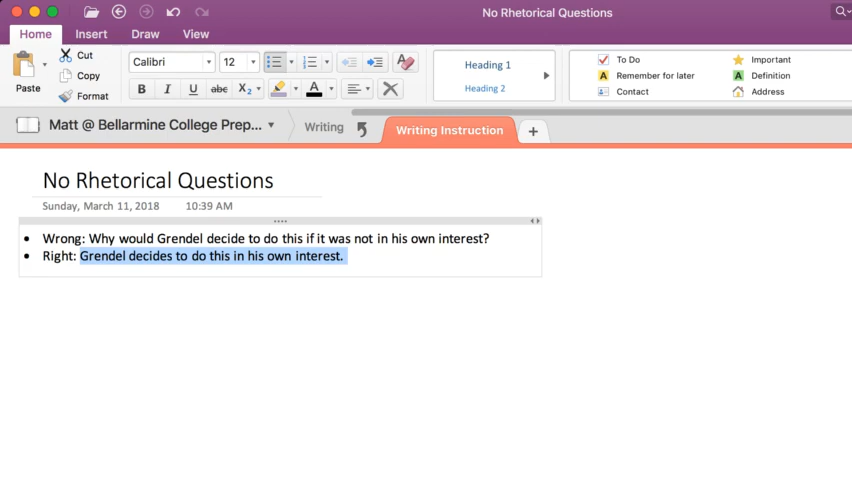 No Rhetorical Questions
Home Insert Draw View
Paste
Cut
Copy
Format
Calibri 12
B I U abc X2 A
Heading 1
Heading 2
To Do
Remember for later
Contact
Important
Definition
Address
Matt @ Bellarmine College Prep... Writing Writing Instruction +
No Rhetorical Questions
Sunday, March 11, 2018 10:39 AM
• Wrong: Why would Grendel decide to do this if it was not in his own interest?
• Right: Grendel decides to do this in his own interest.